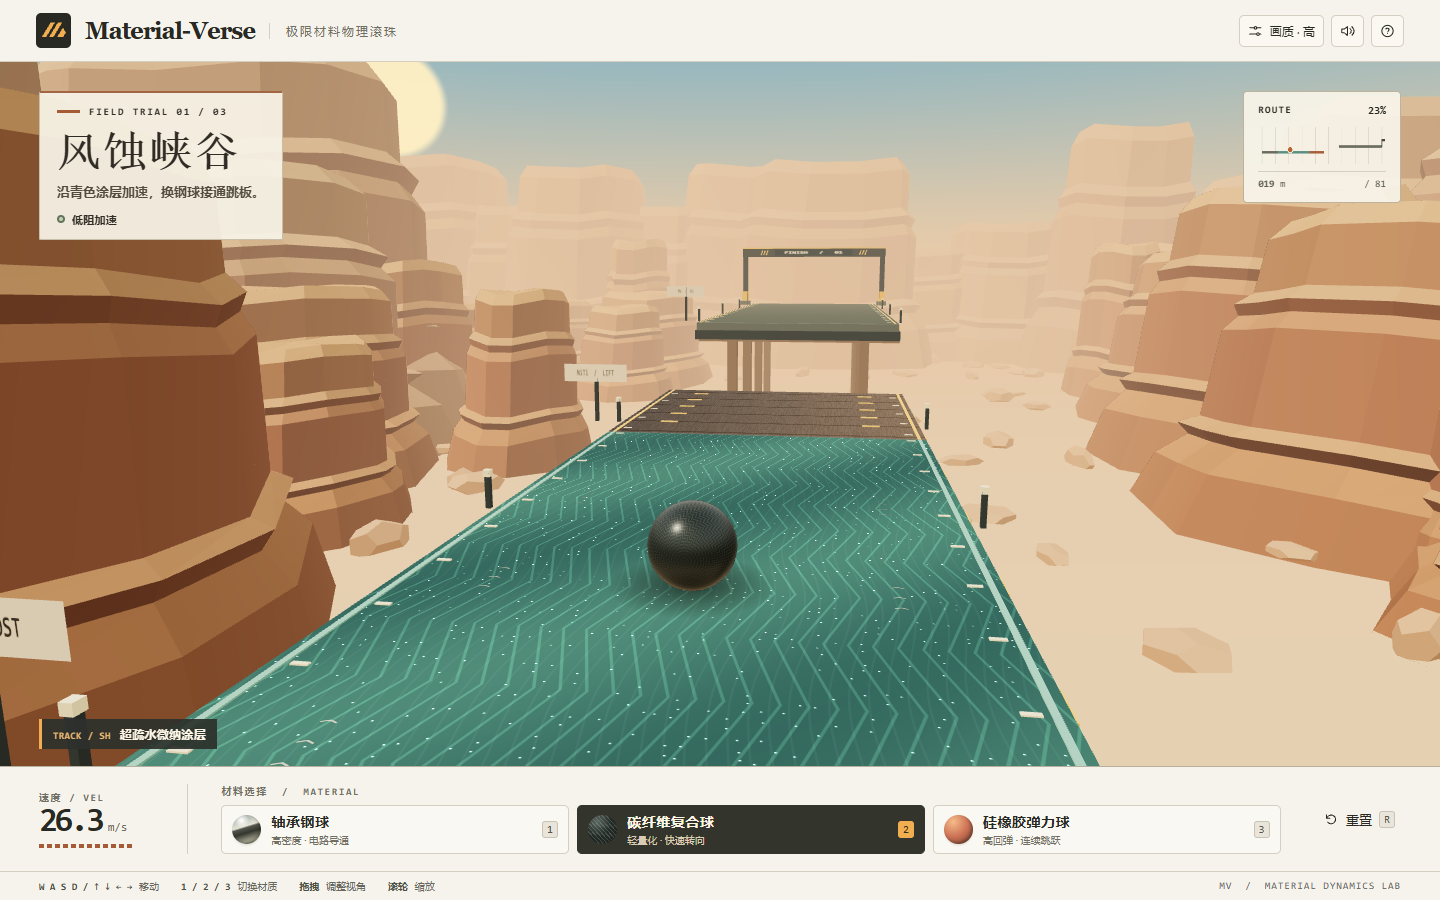 Material-Verse 极限材料物理滚珠
画质 · 高
FIELD TRIAL 01 / 03
风蚀峡谷
沿青色涂层加速，换钢球接通跳板。
低阻加速
ROUTE 23%
019 m / 81
FINISH /
NITI / LIFT
OST
TRACK / SH 超疏水微纳涂层
速度 / VEL
26.3 m/s
材料选择 / MATERIAL
轴承钢球
高密度 · 电路导通
1
碳纤维复合球
轻量化 · 快速转向
2
硅橡胶弹力球
高回弹 · 连续跳跃
3
重置 R
W A S D / ↑ ↓ ← → 移动 1 / 2 / 3 切换材质 拖拽 调整视角 滚轮 缩放
MV / MATERIAL DYNAMICS LAB